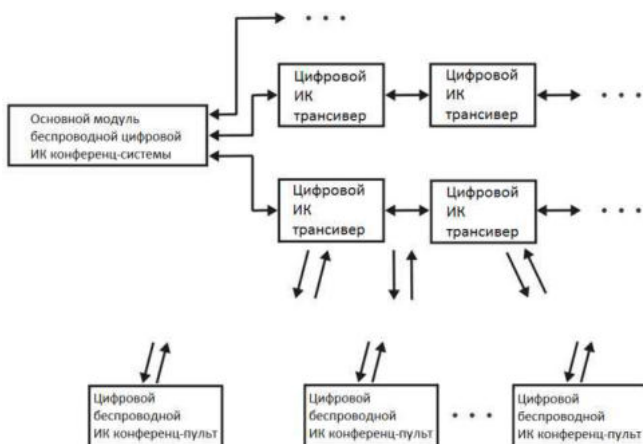 Цифровой
ИК
трансивер
Цифровой
ИК
трансивер
Основной модуль
беспроводной цифровой
ИК конференц-системы
Цифровой
ИК
трансивер
Цифровой
ИК
трансивер
Цифровой
беспроводной
ИК конференц-пульт
Цифровой
беспроводной
ИК конференц-пульт
Цифровой
беспроводной
ИК конференц-пульт